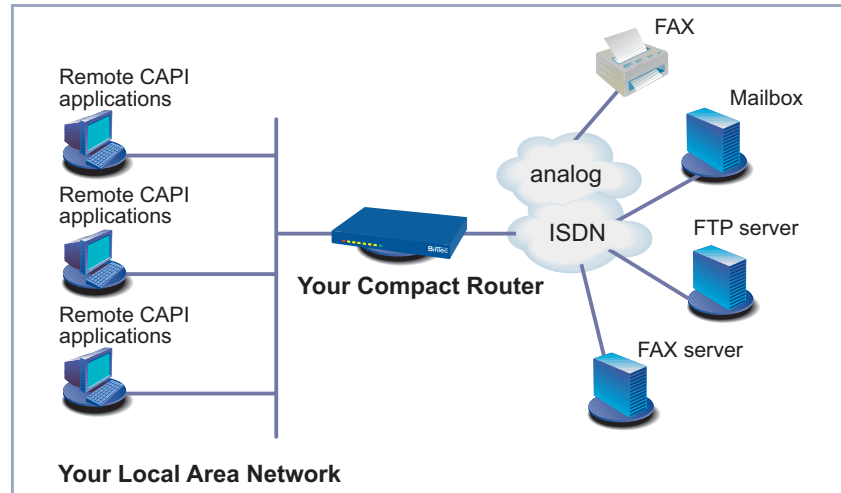 FAX
Remote CAPI
applications
Mailbox
analog
Remote CAPI
applications
ISDN
FTP server
BinTec
Your Compact Router
Remote CAPI
applications
FAX server
Your Local Area Network